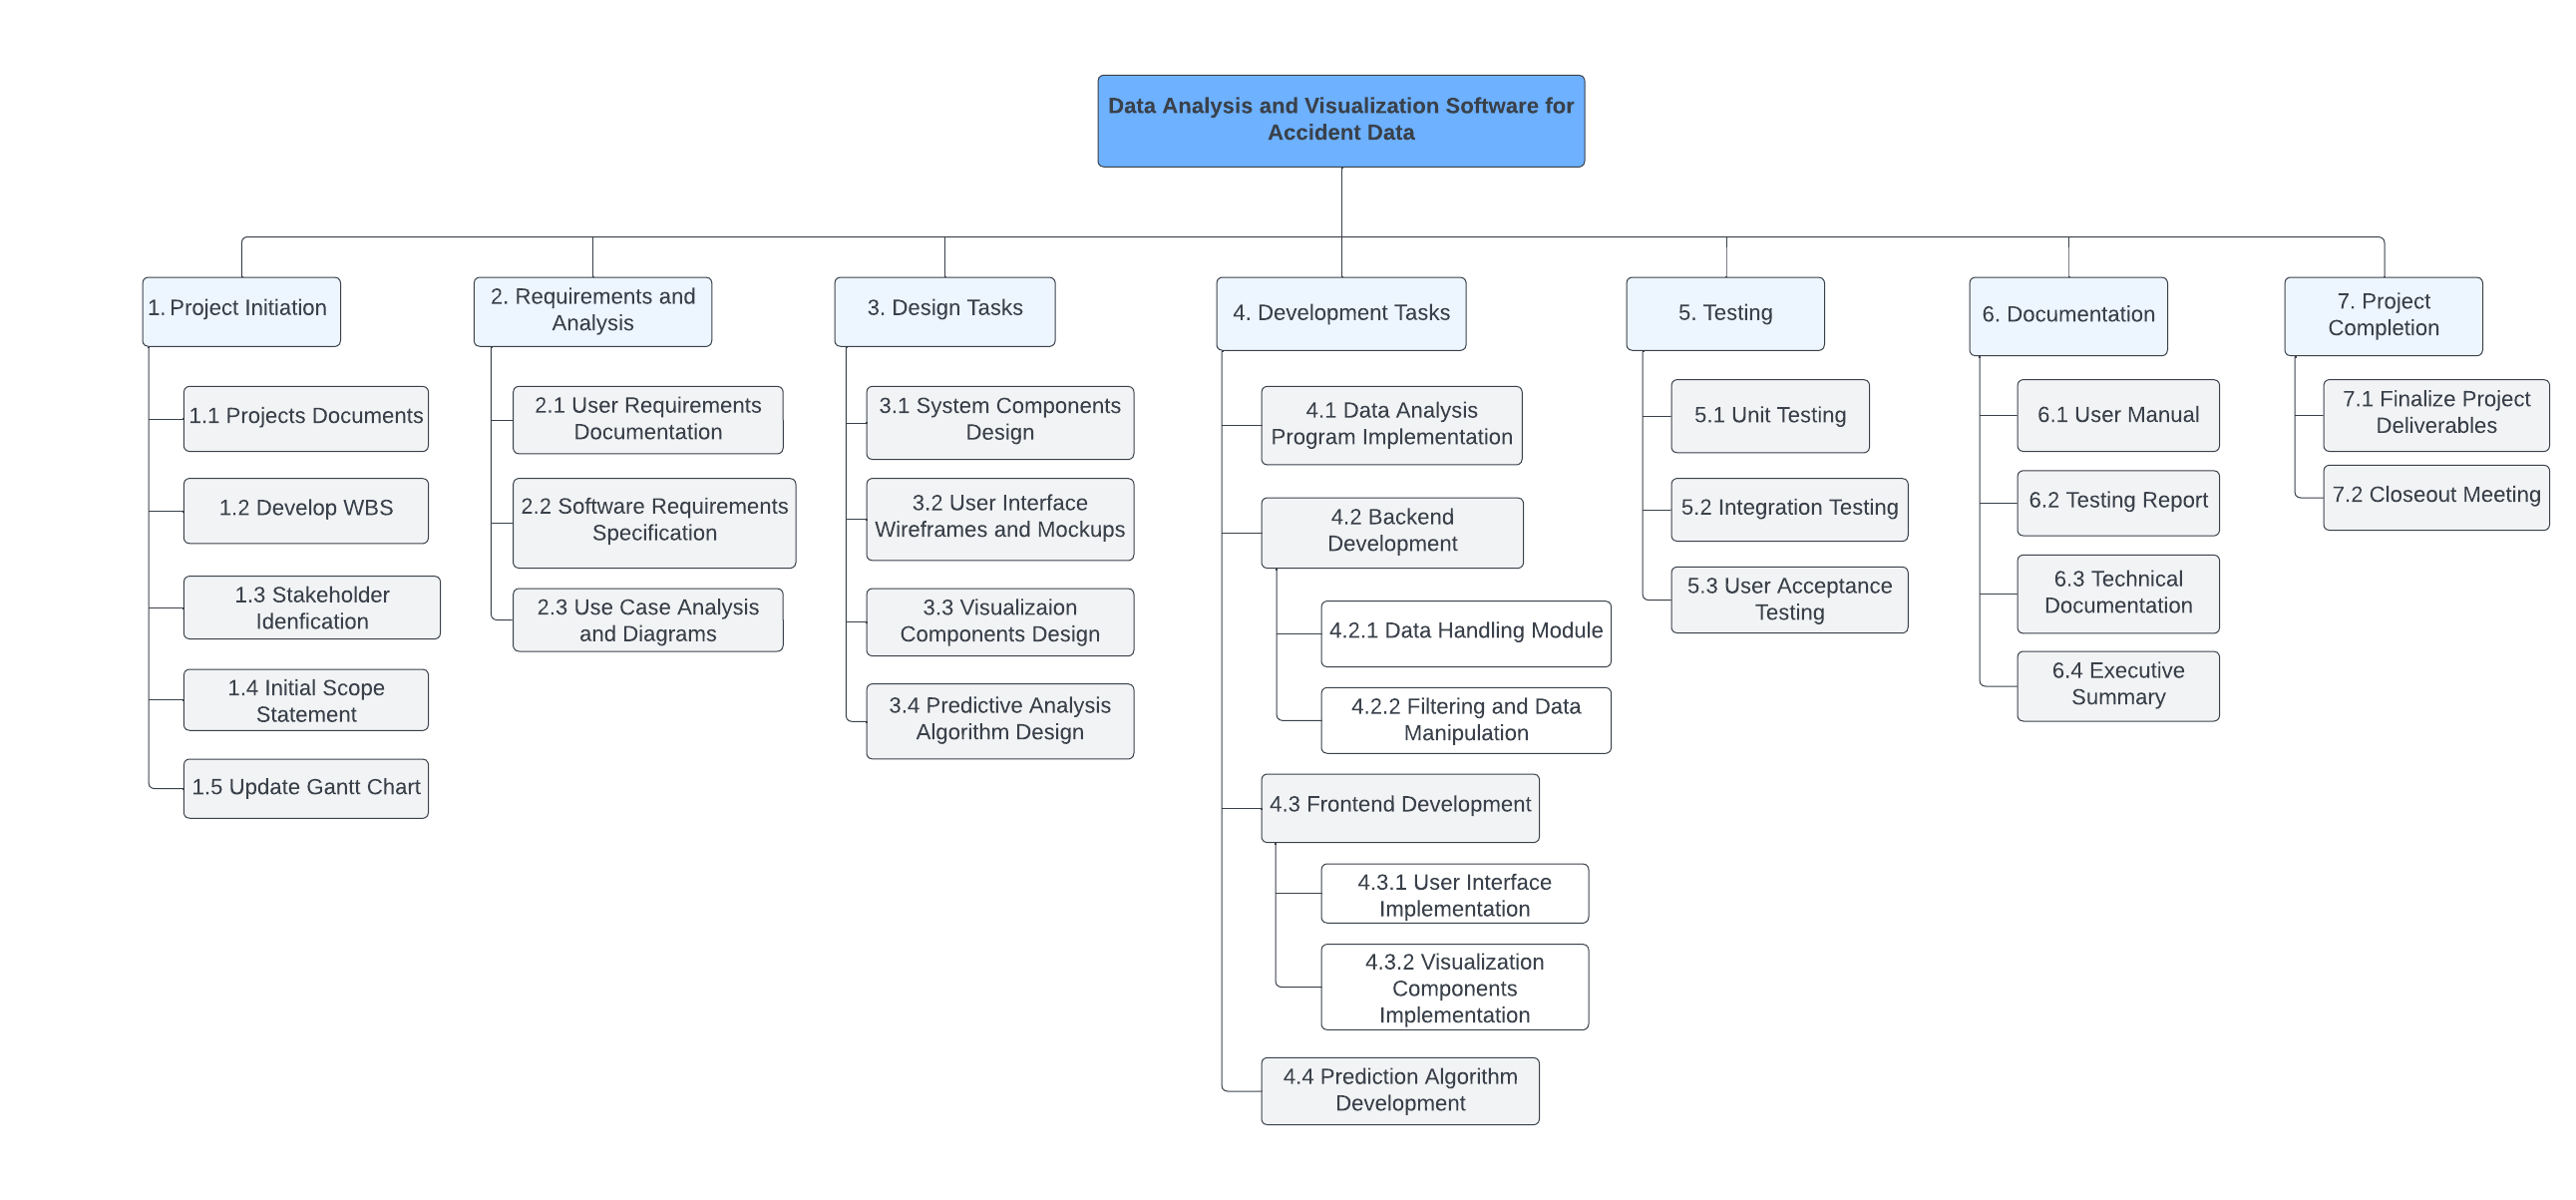 Data Analysis and Visualization Software for
Accident Data
1. Project Initiation
1.1 Projects Documents
1.2 Develop WBS
1.3 Stakeholder
Idenfication
1.4 Initial Scope
Statement
1.5 Update Gantt Chart
2. Requirements and
Analysis
2.1 User Requirements
Documentation
2.2 Software Requirements
Specification
2.3 Use Case Analysis
and Diagrams
3. Design Tasks
3.1 System Components
Design
3.2 User Interface
Wireframes and Mockups
3.3 Visualizaion
Components Design
3.4 Predictive Analysis
Algorithm Design
4. Development Tasks
4.1 Data Analysis
Program Implementation
4.2 Backend
Development
4.2.1 Data Handling Module
4.2.2 Filtering and Data
Manipulation
4.3 Frontend Development
4.3.1 User Interface
Implementation
4.3.2 Visualization
Components
Implementation
4.4 Prediction Algorithm
Development
5. Testing
5.1 Unit Testing
5.2 Integration Testing
5.3 User Acceptance
Testing
6. Documentation
6.1 User Manual
6.2 Testing Report
6.3 Technical
Documentation
6.4 Executive
Summary
7. Project
Completion
7.1 Finalize Project
Deliverables
7.2 Closeout Meeting